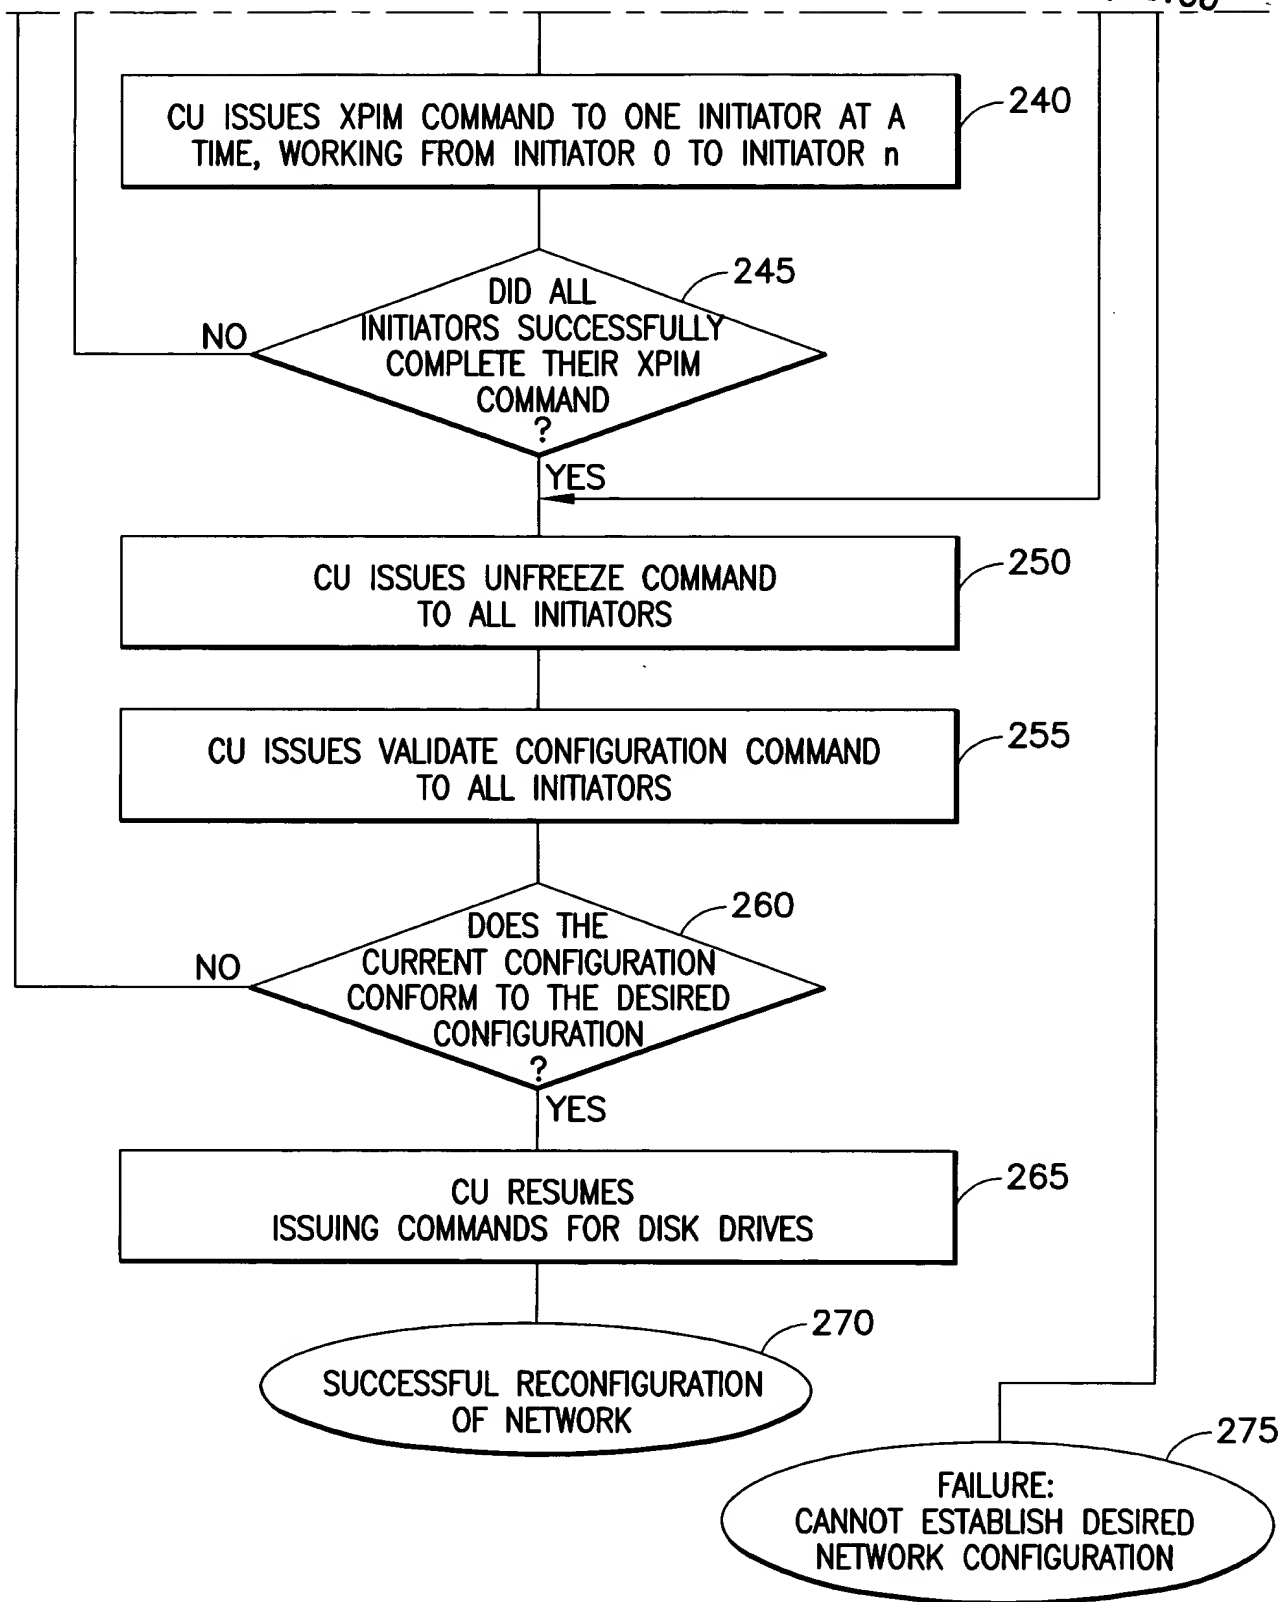 CU ISSUES XPIM COMMAND TO ONE INITIATOR AT A
TIME, WORKING FROM INITIATOR 0 TO INITIATOR n
240
DID ALL
INITIATORS SUCCESSFULLY
COMPLETE THEIR XPIM
COMMAND
?
245
NO
YES
CU ISSUES UNFREEZE COMMAND
TO ALL INITIATORS
250
CU ISSUES VALIDATE CONFIGURATION COMMAND
TO ALL INITIATORS
255
DOES THE
CURRENT CONFIGURATION
CONFORM TO THE DESIRED
CONFIGURATION
?
260
NO
YES
CU RESUMES
ISSUING COMMANDS FOR DISK DRIVES
265
SUCCESSFUL RECONFIGURATION
OF NETWORK
270
FAILURE:
CANNOT ESTABLISH DESIRED
NETWORK CONFIGURATION
275